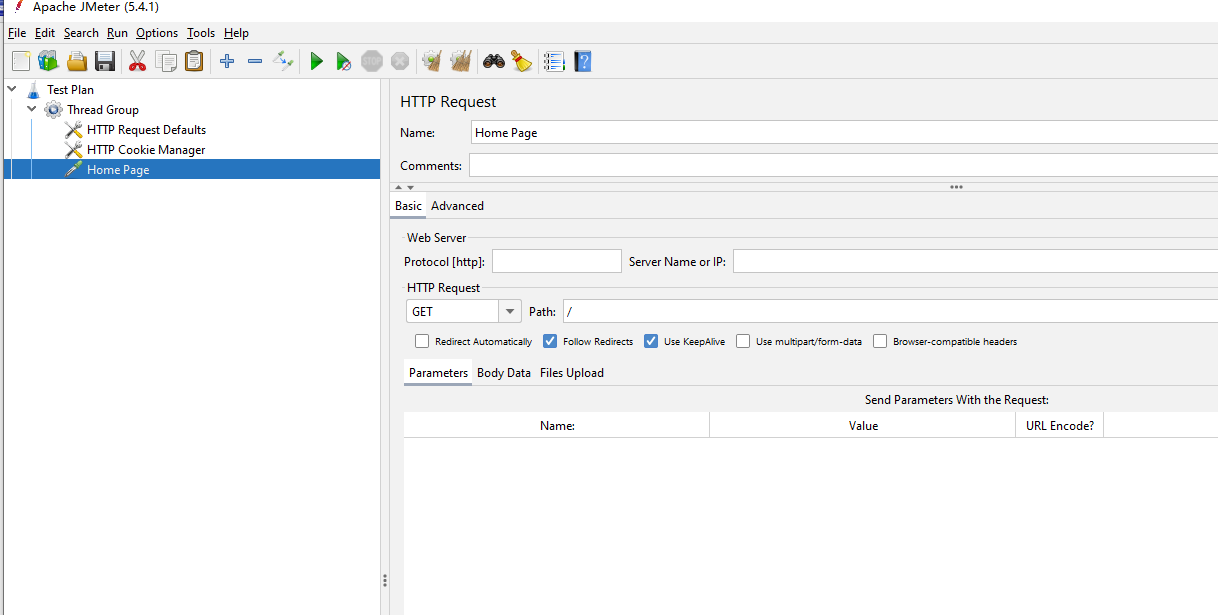 Apache JMeter (5.4.1)
File Edit Search Run Options Tools Help
STOP
Test Plan
Thread Group
HTTP Request Defaults
HTTP Cookie Manager
Home Page
HTTP Request
Name: Home Page
Comments:
Basic Advanced
Web Server
Protocol [http]: Server Name or IP:
HTTP Request
GET Path: /
Redirect Automatically Follow Redirects Use KeepAlive Use multipart/form-data Browser-compatible headers
Parameters Body Data Files Upload
Send Parameters With the Request:
Name: Value URL Encode?